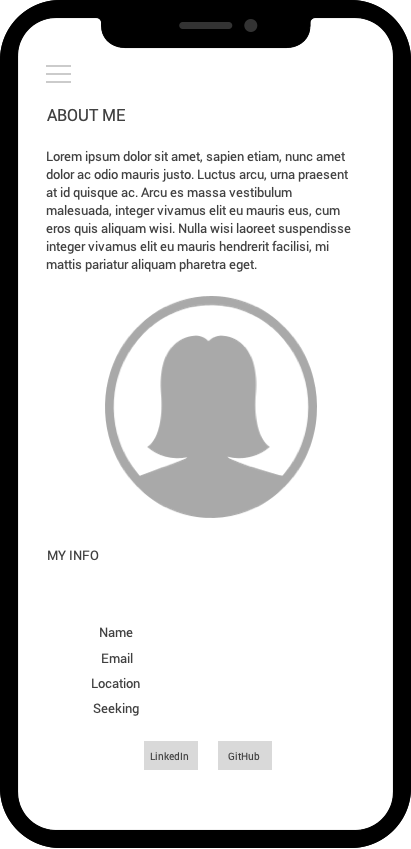 ABOUT ME
Lorem ipsum dolor sit amet, sapien etiam, nunc amet
dolor ac odio mauris justo. Luctus arcu, urna praesent
at id quisque ac. Arcu es massa vestibulum
malesuada, integer vivamus elit eu mauris eus, cum
eros quis aliquam wisi. Nulla wisi laoreet suspendisse
integer vivamus elit eu mauris hendrerit facilisi, mi
mattis pariatur aliquam pharetra eget.
MY INFO
Name
Email
Location
Seeking
LinkedIn GitHub